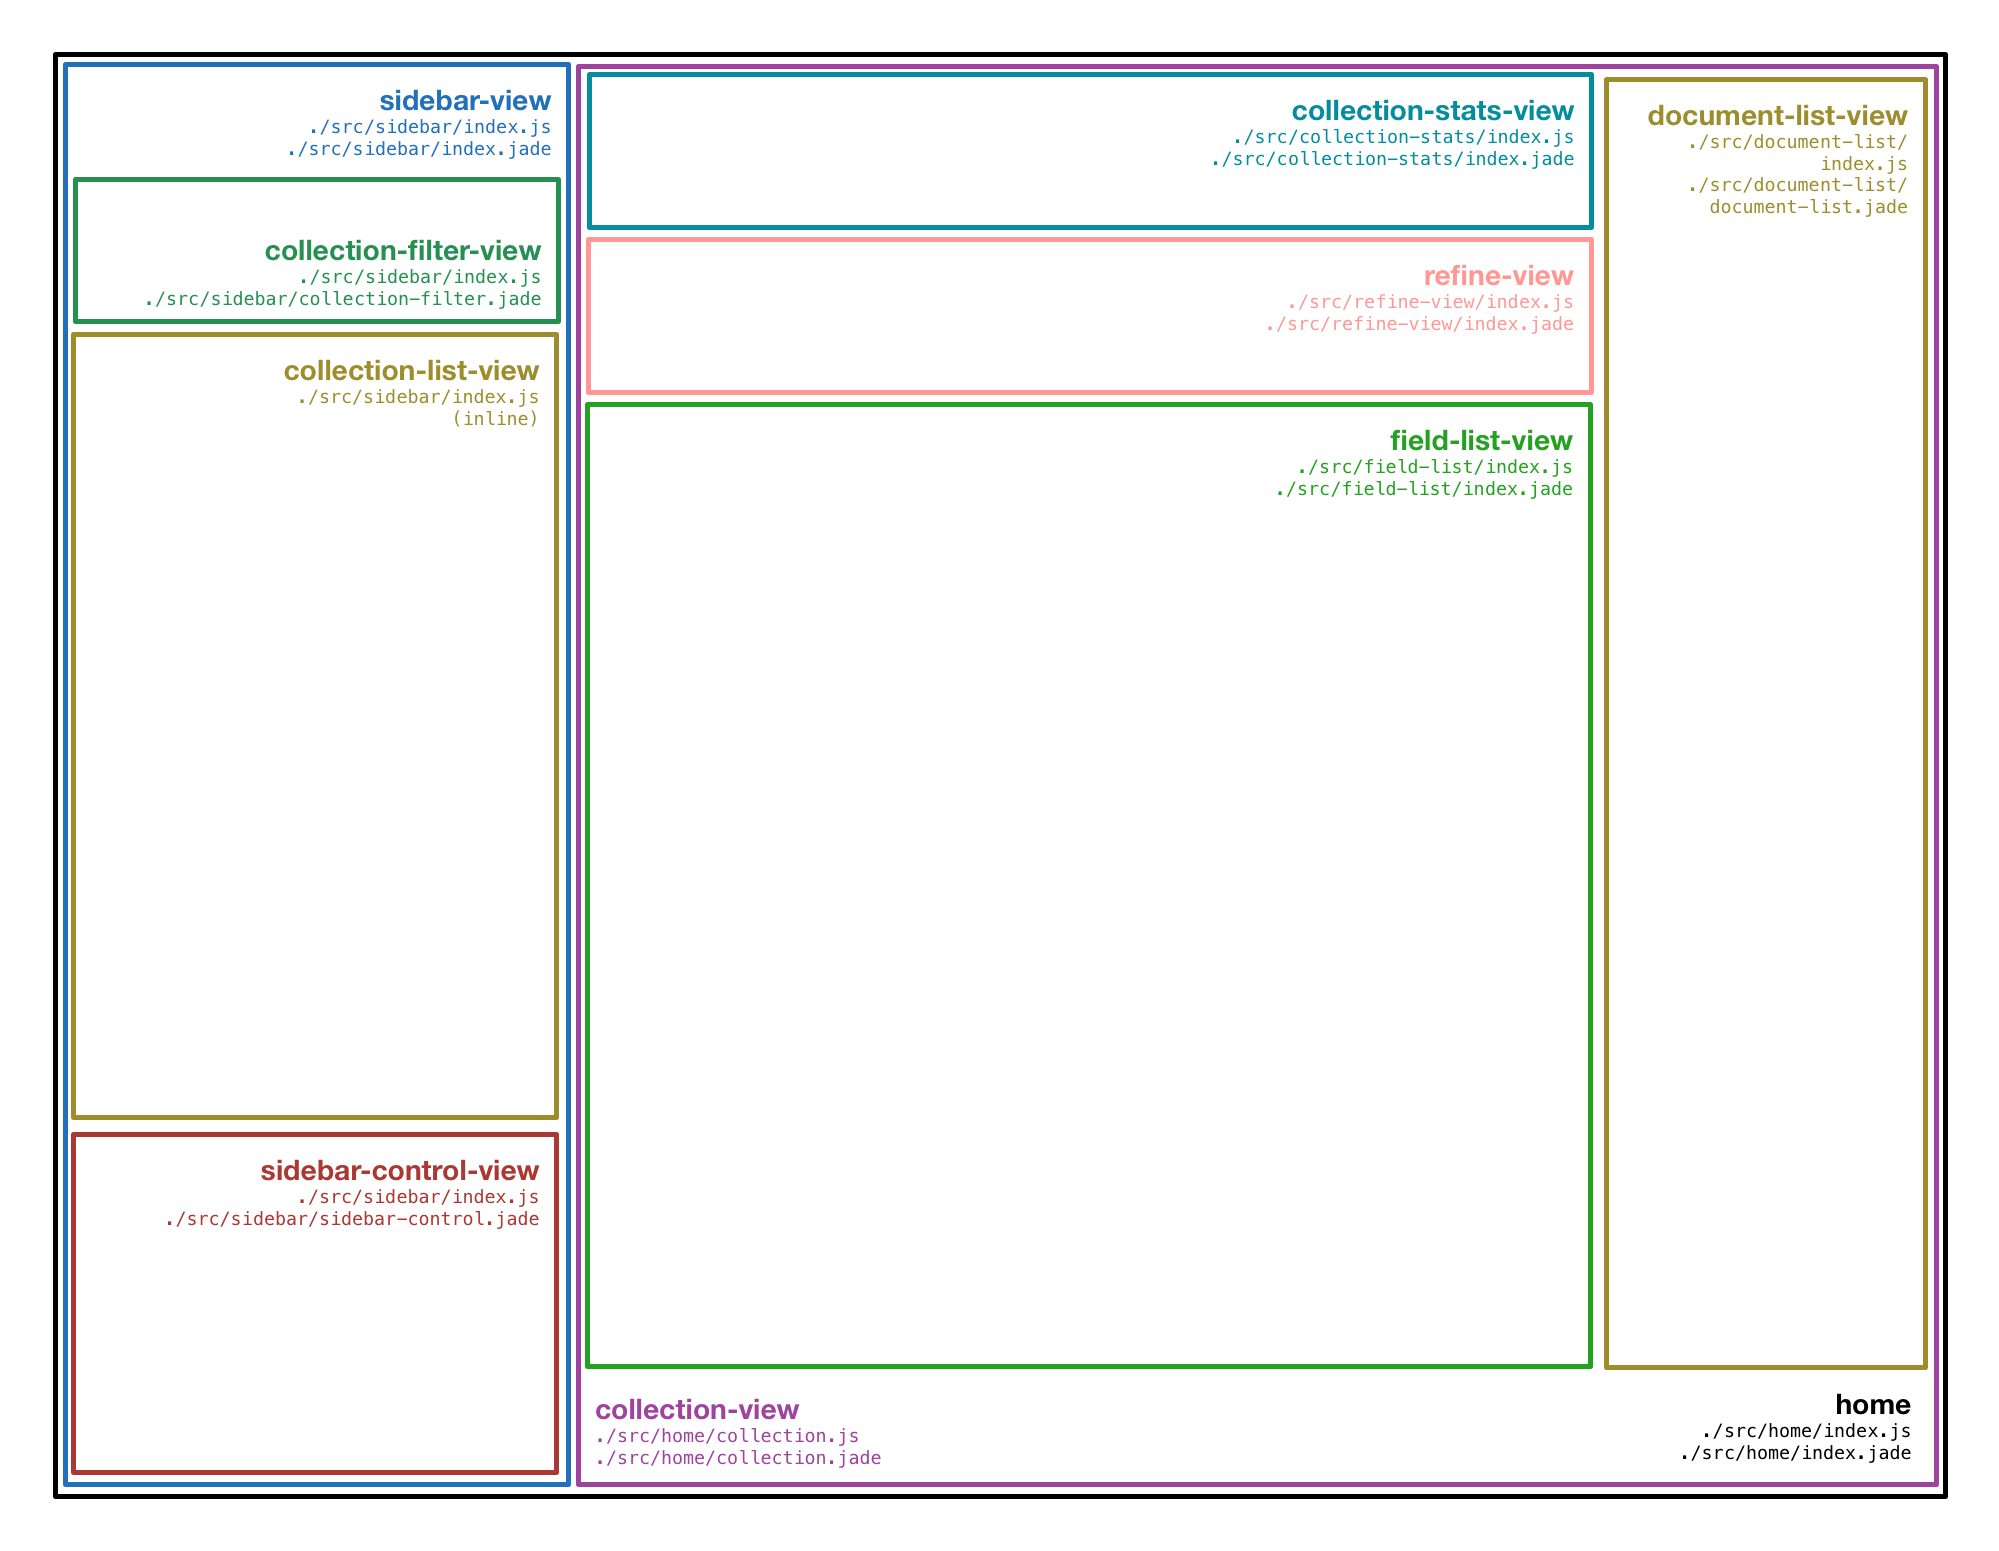 sidebar-view
./src/sidebar/index.js
./src/sidebar/index.jade
collection-filter-view
./src/sidebar/index.js
./src/sidebar/collection-filter.jade
collection-list-view
./src/sidebar/index.js
(inline)
sidebar-control-view
./src/sidebar/index.js
./src/sidebar/sidebar-control.jade
collection-stats-view
./src/collection-stats/index.js
./src/collection-stats/index.jade
refine-view
./src/refine-view/index.js
./src/refine-view/index.jade
field-list-view
./src/field-list/index.js
./src/field-list/index.jade
document-list-view
./src/document-list/
index.js
./src/document-list/
document-list.jade
collection-view
./src/home/collection.js
./src/home/collection.jade
home
./src/home/index.js
./src/home/index.jade